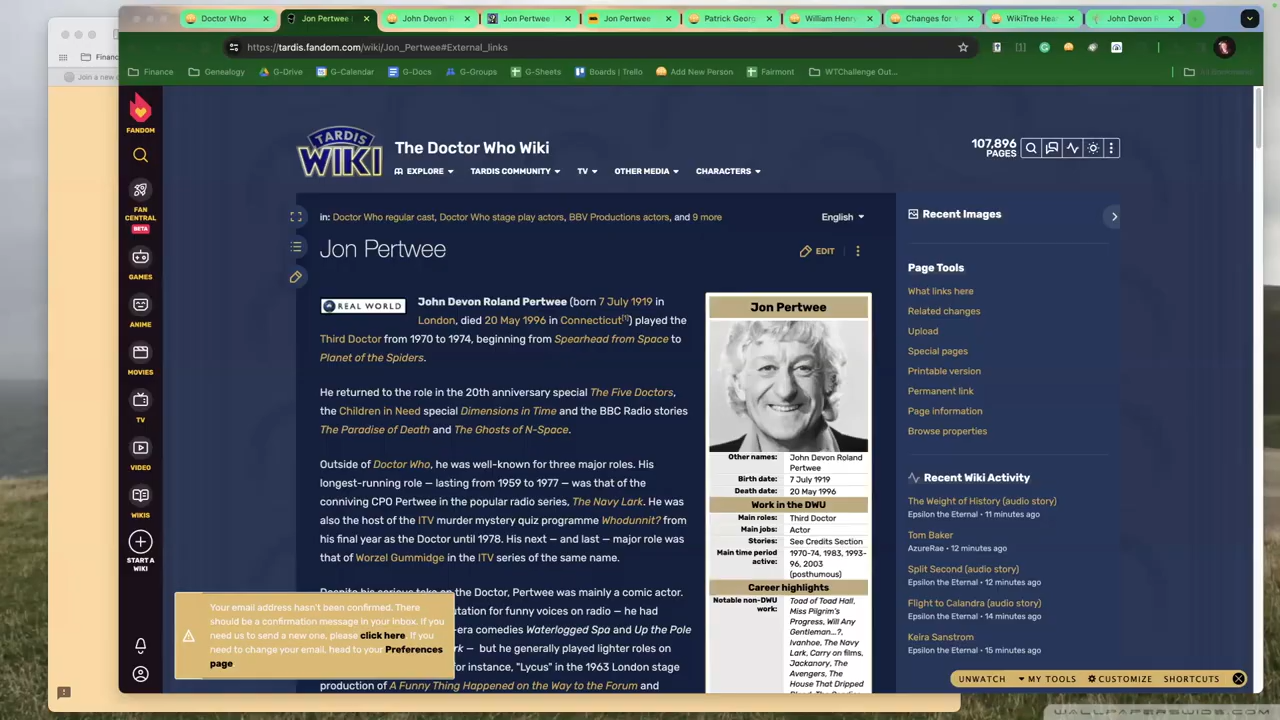 Doctor Who
Jon Pertwee
John Devon R
Jon Pertwee
Jon Pertwee
Patrick Georg
William Henry
Changes for
WikiTree Hea
John Devon R
https://tardis.fandom.com/wiki/Jon_Pertwee#External_links
Financ
Join a new c
Finance
Genealogy
G-Drive
G-Calendar
G-Docs
G-Groups
G-Sheets
Boards | Trello
Add New Person
Fairmont
WTChallenge Out...
FANDOM
FAN CENTRAL
BETA
GAMES
ANIME
MOVIES
TV
VIDEO
WIKIS
START A WIKI
TARDIS WIKI
The Doctor Who Wiki
EXPLORE TARDIS COMMUNITY TV OTHER MEDIA CHARACTERS
107,896
PAGES
in: Doctor Who regular cast, Doctor Who stage play actors, BBV Productions actors, and 9 more
English
Jon Pertwee
EDIT
REAL WORLD
John Devon Roland Pertwee (born 7 July 1919 in
London, died 20 May 1996 in Connecticut[1]) played the
Third Doctor from 1970 to 1974, beginning from Spearhead from Space to
Planet of the Spiders.
He returned to the role in the 20th anniversary special The Five Doctors,
the Children in Need special Dimensions in Time and the BBC Radio stories
The Paradise of Death and The Ghosts of N-Space.
Outside of Doctor Who, he was well-known for three major roles. His
longest-running role — lasting from 1959 to 1977 — was that of the
conniving CPO Pertwee in the popular radio series, The Navy Lark. He was
also the host of the ITV murder mystery quiz programme Whodunnit? from
his final year as the Doctor until 1978. His next — and last — major role was
that of Worzel Gummidge in the ITV series of the same name.
Despite his serious take on the Doctor, Pertwee was mainly a comic actor.
utation for funny voices on radio — he had
-era comedies Waterlogged Spa and Up the Pole
rk — but he generally played lighter roles on
for instance, "Lycus" in the 1963 London stage
production of A Funny Thing Happened on the Way to the Forum and
Your email address hasn't been confirmed. There
should be a confirmation message in your inbox. If you
need us to send a new one, please click here. If you
need to change your email, head to your Preferences
page
Jon Pertwee
Other names: John Devon Roland
Pertwee
Birth date: 7 July 1919
Death date: 20 May 1996
Work in the DWU
Main roles: Third Doctor
Main jobs: Actor
Stories: See Credits Section
Main time period active: 1970-74, 1983, 1993-
96, 2003
(posthumous)
Career highlights
Notable non-DWU work: Toad of Toad Hall,
Miss Pilgrim's
Progress, Will Any
Gentleman...?,
Ivanhoe, The Navy
Lark, Carry on films,
Jackanory, The
Avengers, The
House That Dripped
Recent Images
Page Tools
What links here
Related changes
Upload
Special pages
Printable version
Permanent link
Page information
Browse properties
Recent Wiki Activity
The Weight of History (audio story)
Epsilon the Eternal • 11 minutes ago
Tom Baker
AzureRae • 12 minutes ago
Split Second (audio story)
Epsilon the Eternal • 12 minutes ago
Flight to Calandra (audio story)
Epsilon the Eternal • 14 minutes ago
Keira Sanstrom
Epsilon the Eternal • 15 minutes ago
UNWATCH MY TOOLS CUSTOMIZE SHORTCUTS
WALLPAPERSWIDE.COM